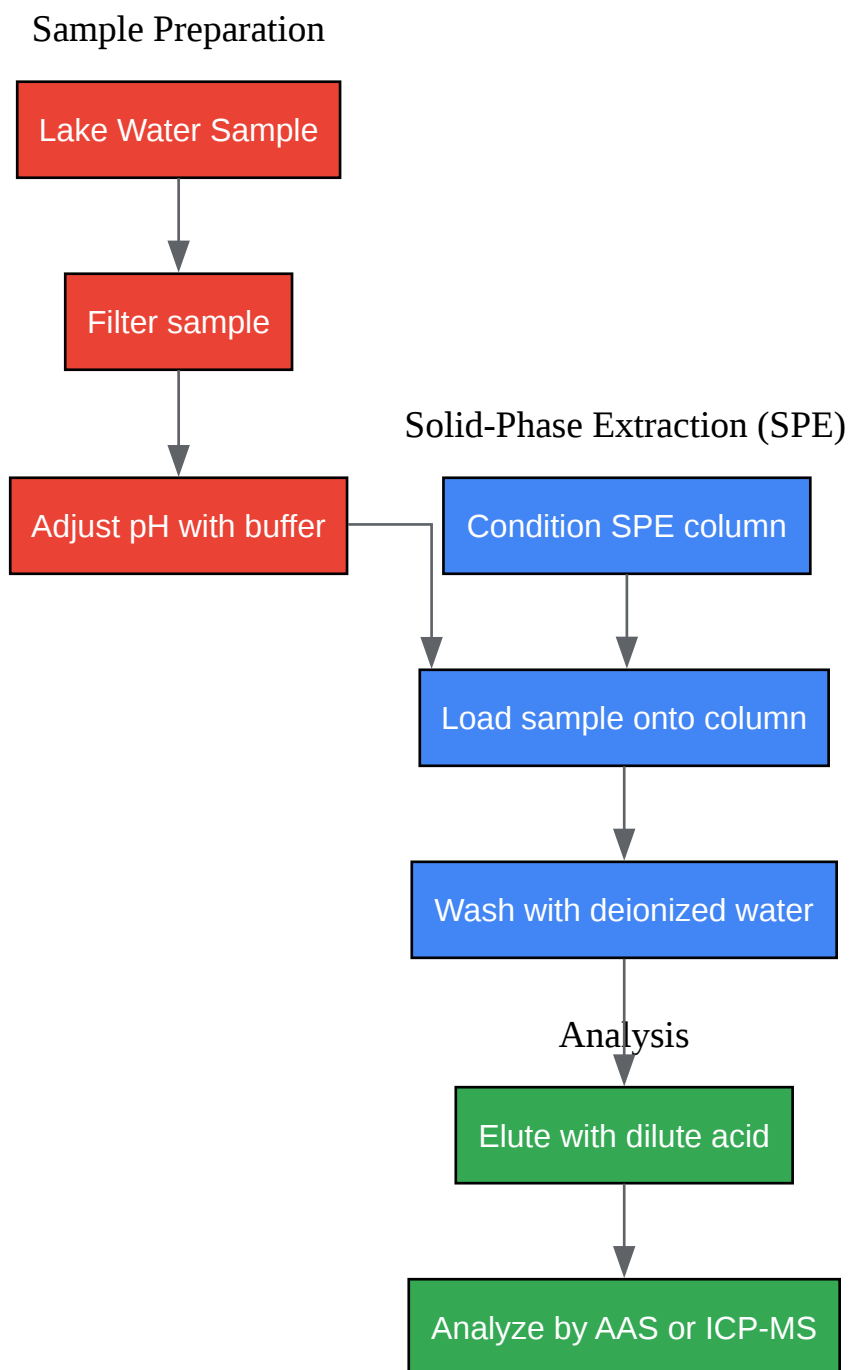 Sample Preparation
Lake Water Sample
Filter sample
Adjust pH with buffer
Solid-Phase Extraction (SPE)
Condition SPE column
Load sample onto column
Wash with deionized water
Analysis
Elute with dilute acid
Analyze by AAS or ICP-MS